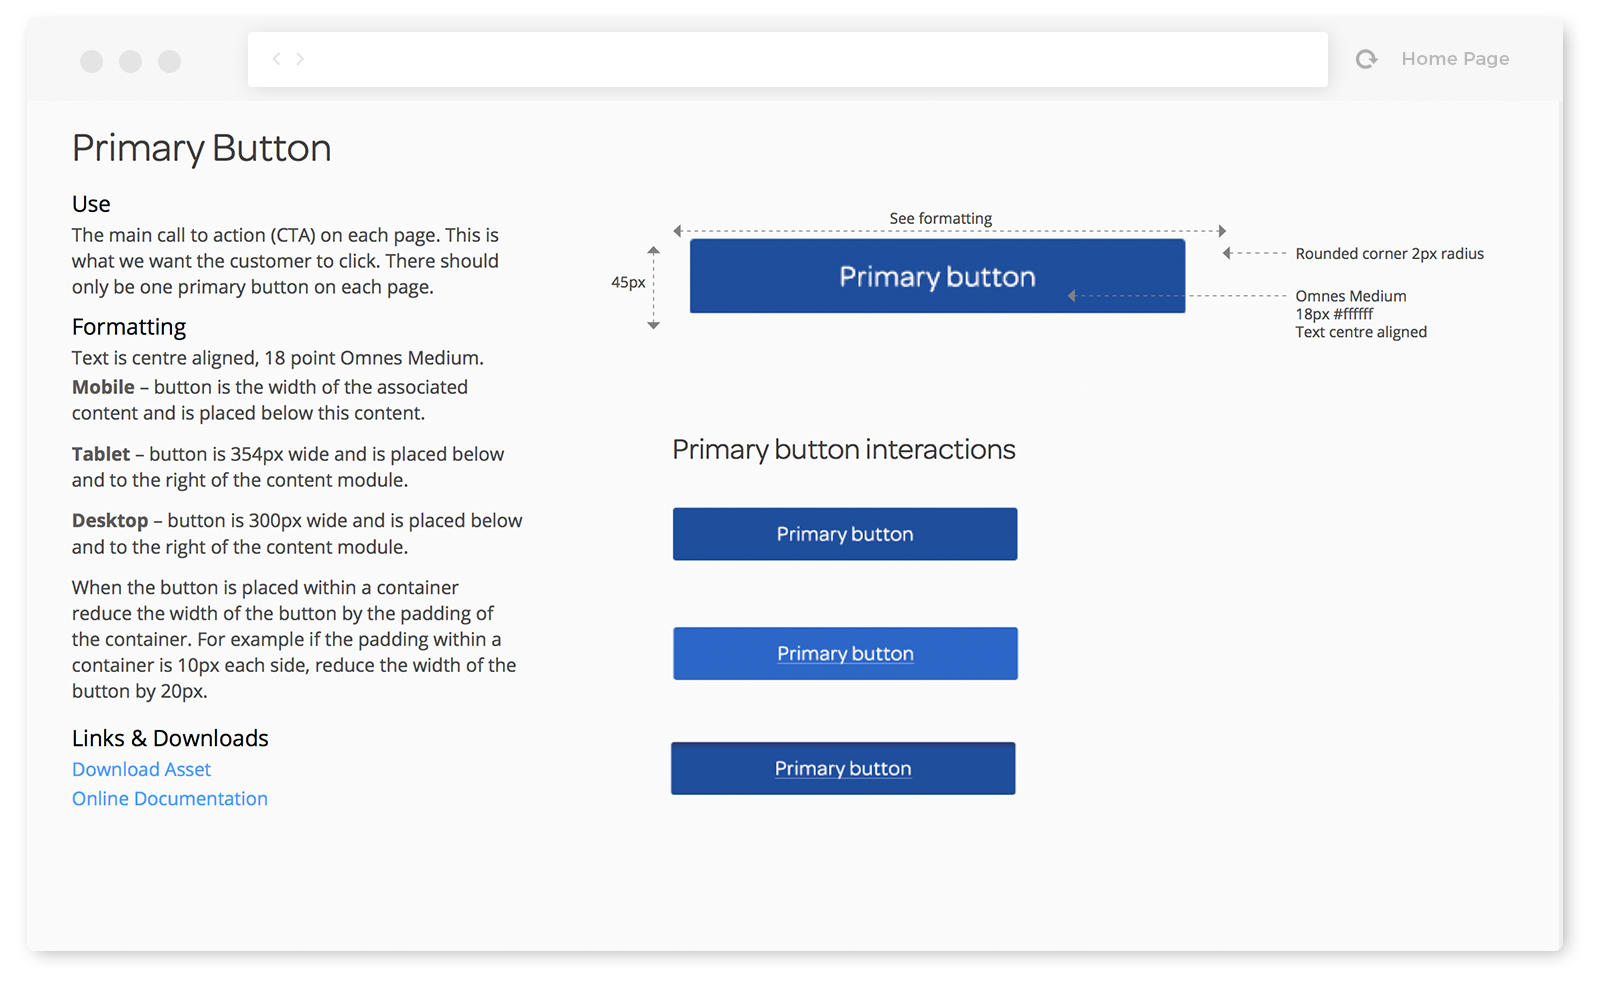 Home Page
Primary Button
Use
The main call to action (CTA) on each page. This is
what we want the customer to click. There should
only be one primary button on each page.
Formatting
Text is centre aligned, 18 point Omnes Medium.
Mobile – button is the width of the associated
content and is placed below this content.
Tablet – button is 354px wide and is placed below
and to the right of the content module.
Desktop – button is 300px wide and is placed below
and to the right of the content module.
When the button is placed within a container
reduce the width of the button by the padding of
the container. For example if the padding within a
container is 10px each side, reduce the width of the
button by 20px.
Links & Downloads
Download Asset
Online Documentation
See formatting
45px
Primary button
Rounded corner 2px radius
Omnes Medium
18px #ffffff
Text centre aligned
Primary button interactions
Primary button
Primary button
Primary button